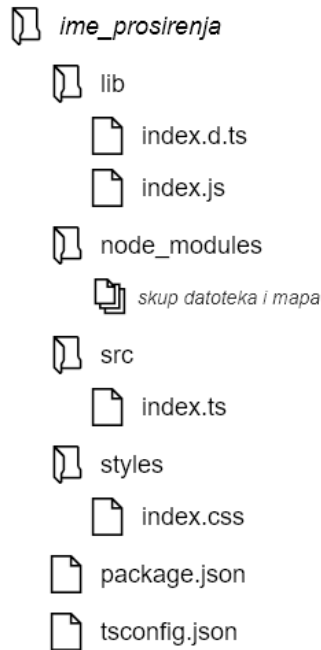 ime_prosirenja
lib
index.d.ts
index.js
node_modules
skup datoteka i mapa
src
index.ts
styles
index.css
package.json
tsconfig.json